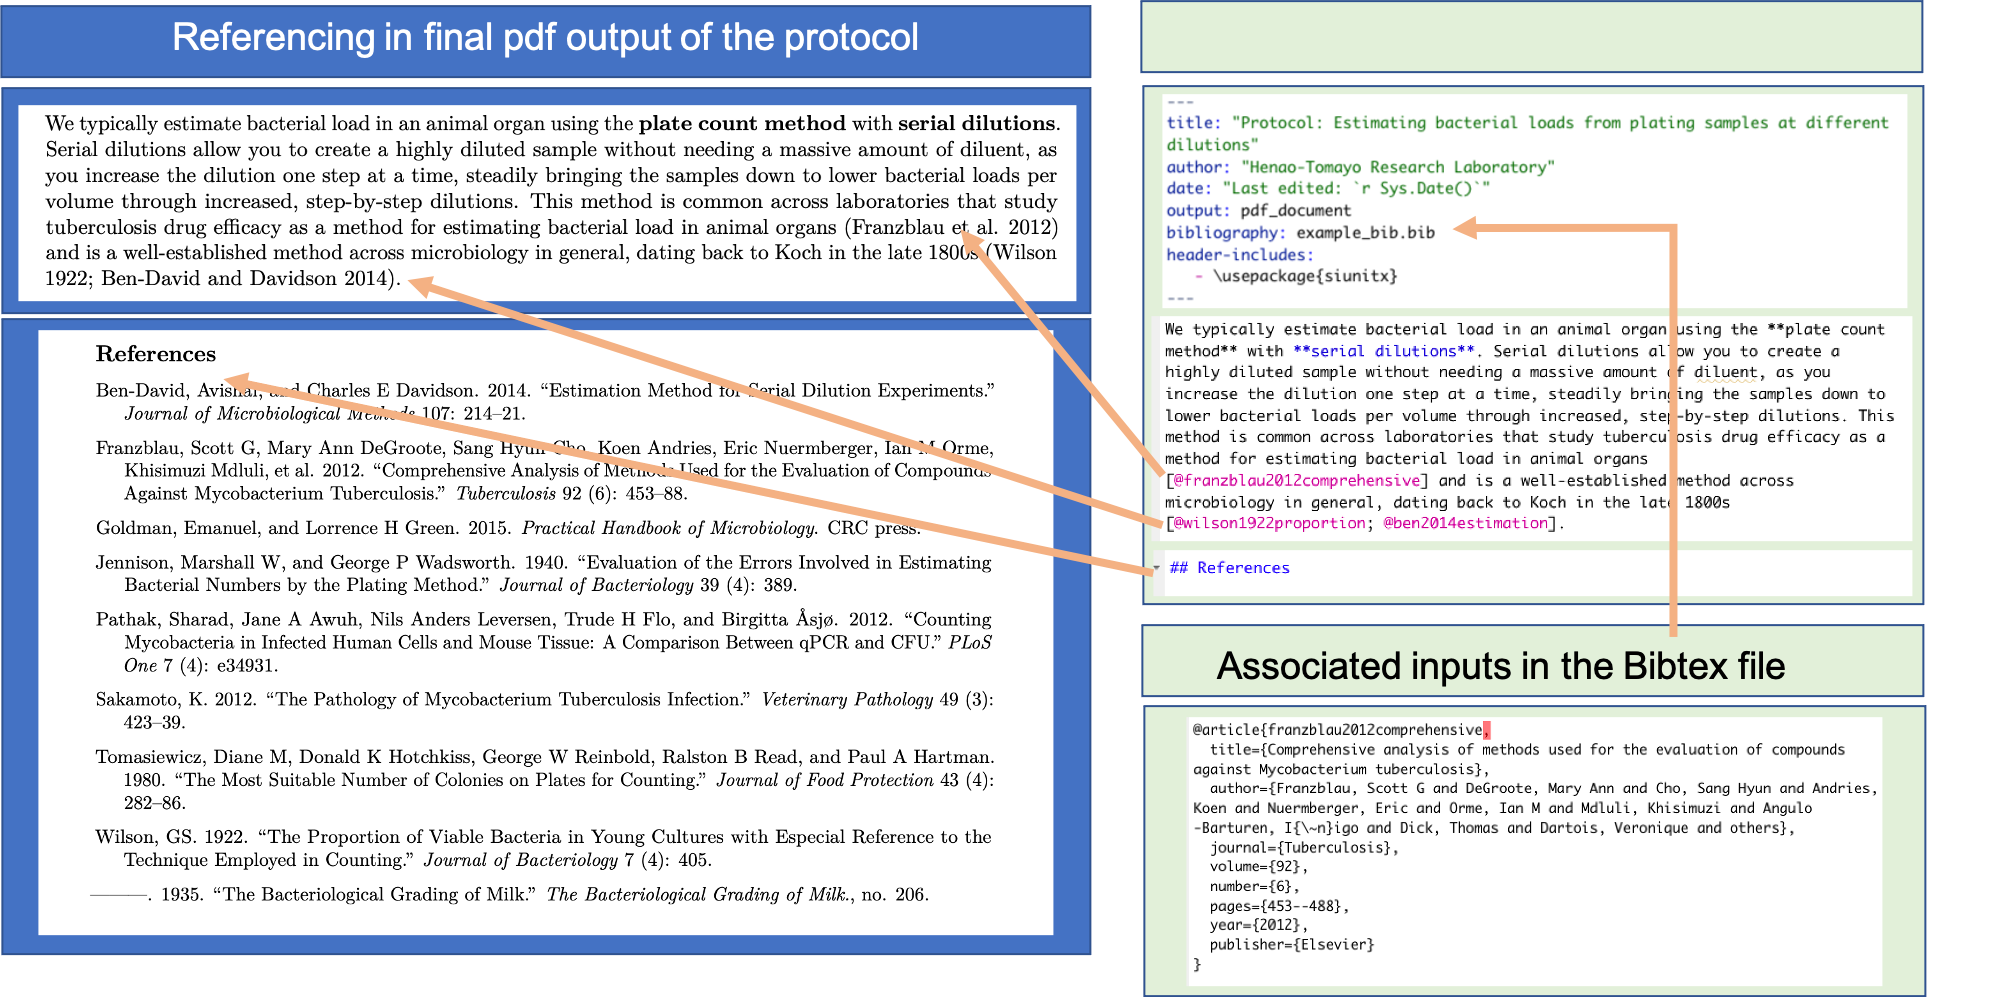 Referencing in final pdf output of the protocol
We typically estimate bacterial load in an animal organ using the plate count method with serial dilutions.
Serial dilutions allow you to create a highly diluted sample without needing a massive amount of diluent, as
you increase the dilution one step at a time, steadily bringing the samples down to lower bacterial loads per
volume through increased, step-by-step dilutions. This method is common across laboratories that study
tuberculosis drug efficacy as a method for estimating bacterial load in animal organs (Franzblau et al. 2012)
and is a well-established method across microbiology in general, dating back to Koch in the late 1800s (Wilson
1922; Ben-David and Davidson 2014).
References
Ben-David, Avishai, and Charles E Davidson. 2014. “Estimation Method for Serial Dilution Experiments.”
Journal of Microbiological Methods 107: 214–21.
Franzblau, Scott G, Mary Ann DeGroote, Sang Hyun Cho, Koen Andries, Eric Nuermberger, Ian M Orme,
Khisimuzi Mdluli, et al. 2012. “Comprehensive Analysis of Methods Used for the Evaluation of Compounds
Against Mycobacterium Tuberculosis.” Tuberculosis 92 (6): 453–88.
Goldman, Emanuel, and Lorrence H Green. 2015. Practical Handbook of Microbiology. CRC press.
Jennison, Marshall W, and George P Wadsworth. 1940. “Evaluation of the Errors Involved in Estimating
Bacterial Numbers by the Plating Method.” Journal of Bacteriology 39 (4): 389.
Pathak, Sharad, Jane A Awuh, Nils Anders Leversen, Trude H Flo, and Birgitta Åsjø. 2012. “Counting
Mycobacteria in Infected Human Cells and Mouse Tissue: A Comparison Between qPCR and CFU.” PLoS
One 7 (4): e34931.
Sakamoto, K. 2012. “The Pathology of Mycobacterium Tuberculosis Infection.” Veterinary Pathology 49 (3):
423–39.
Tomasiewicz, Diane M, Donald K Hotchkiss, George W Reinbold, Ralston B Read, and Paul A Hartman.
1980. “The Most Suitable Number of Colonies on Plates for Counting.” Journal of Food Protection 43 (4):
282–86.
Wilson, GS. 1922. “The Proportion of Viable Bacteria in Young Cultures with Especial Reference to the
Technique Employed in Counting.” Journal of Bacteriology 7 (4): 405.
———. 1935. “The Bacteriological Grading of Milk.” The Bacteriological Grading of Milk., no. 206.
---
title: "Protocol: Estimating bacterial loads from plating samples at different
dilutions"
author: "Henao-Tomayo Research Laboratory"
date: "Last edited: `r Sys.Date()`"
output: pdf_document
bibliography: example_bib.bib
header-includes:
- \usepackage{siunitx}
---
We typically estimate bacterial load in an animal organ using the **plate count
method** with **serial dilutions**. Serial dilutions allow you to create a
highly diluted sample without needing a massive amount of diluent, as you
increase the dilution one step at a time, steadily bringing the samples down to
lower bacterial loads per volume through increased, step-by-step dilutions. This
method is common across laboratories that study tuberculosis drug efficacy as a
method for estimating bacterial load in animal organs
[@franzblau2012comprehensive] and is a well-established method across
microbiology in general, dating back to Koch in the late 1800s
[@wilson1922proportion; @ben2014estimation].
## References
Associated inputs in the Bibtex file
@article{franzblau2012comprehensive,
title={Comprehensive analysis of methods used for the evaluation of compounds
against Mycobacterium tuberculosis},
author={Franzblau, Scott G and DeGroote, Mary Ann and Cho, Sang Hyun and Andries,
Koen and Nuermberger, Eric and Orme, Ian M and Mdluli, Khisimuzi and Angulo
-Barturen, I{\~n}igo and Dick, Thomas and Dartois, Veronique and others},
journal={Tuberculosis},
volume={92},
number={6},
pages={453--488},
year={2012},
publisher={Elsevier}
}